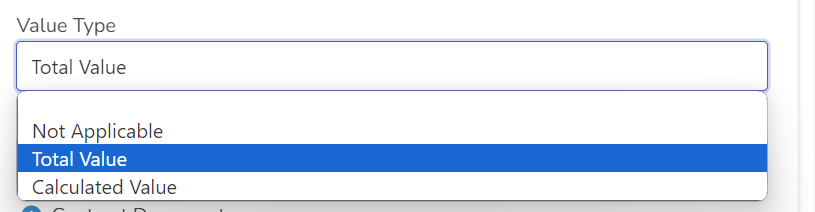 Value Type
Total Value
Not Applicable
Total Value
Calculated Value